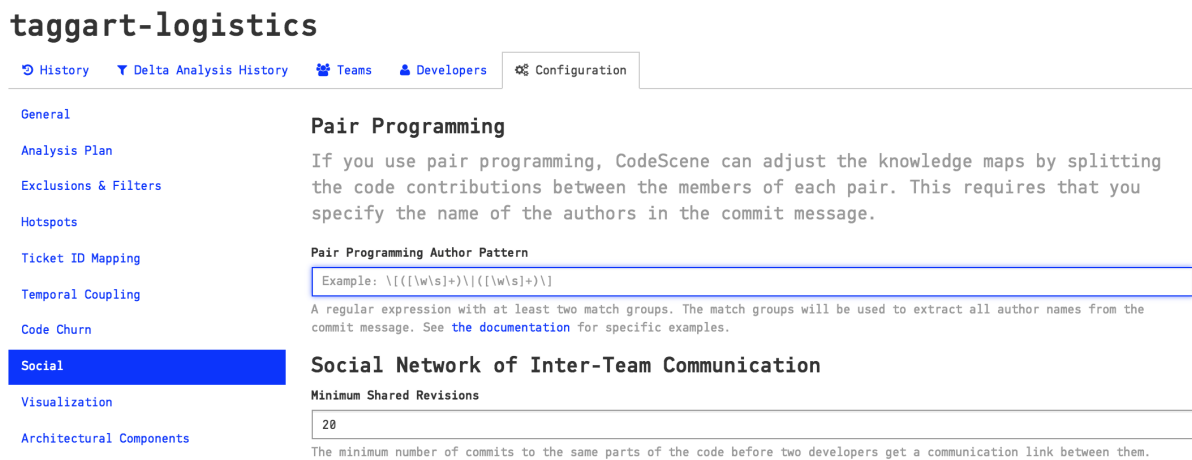 taggart-logistics
History Delta Analysis History Teams Developers Configuration
General
Analysis Plan
Exclusions & Filters
Hotspots
Ticket ID Mapping
Temporal Coupling
Code Churn
Social
Visualization
Architectural Components
Pair Programming
If you use pair programming, CodeScene can adjust the knowledge maps by splitting
the code contributions between the members of each pair. This requires that you
specify the name of the authors in the commit message.
Pair Programming Author Pattern
Example: \[([\w\s]+)\|([\w\s]+)\]
A regular expression with at least two match groups. The match groups will be used to extract all author names from the
commit message. See the documentation for specific examples.
Social Network of Inter-Team Communication
Minimum Shared Revisions
20
The minimum number of commits to the same parts of the code before two developers get a communication link between them.